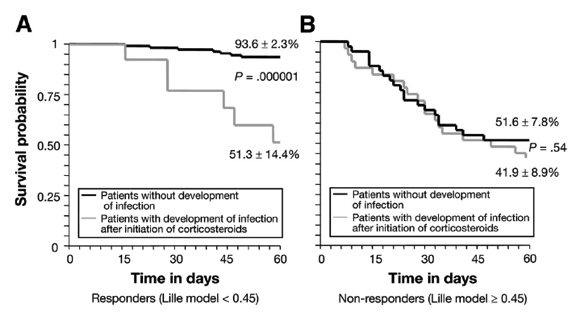 A
Survival probability
1
0.75
0.50
0.25
0
93.6 ± 2.3%
P = .000001
51.3 ± 14.4%
Patients without development
of infection
Patients with development of infection
after initiation of corticosteroids
0 15 30 45 60
Time in days
Responders (Lille model < 0.45)
B
51.6 ± 7.8%
P = .54
41.9 ± 8.9%
Patients without development
of infection
Patients with development of infection
after initiation of corticosteroids
0 15 30 45 60
Time in days
Non-responders (Lille model ≥ 0.45)